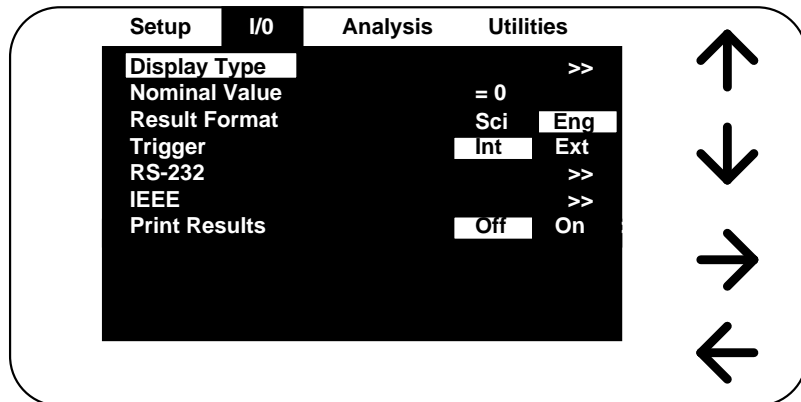 Setup I/0 Analysis Utilities
Display Type >>
Nominal Value = 0
Result Format Sci Eng
Trigger Int Ext
RS-232 >>
IEEE >>
Print Results Off On